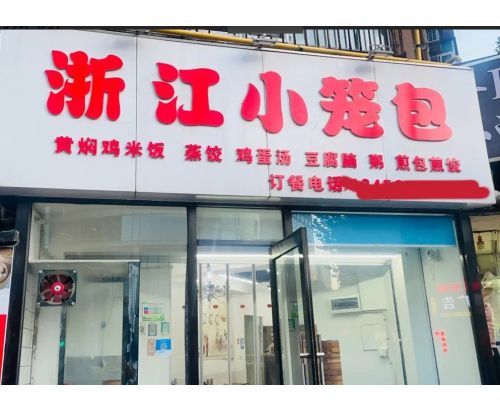 浙江小笼包
黄焖鸡米饭 蒸饺 鸡蛋汤 豆腐脑 粥 煎包煎饺
订餐电话